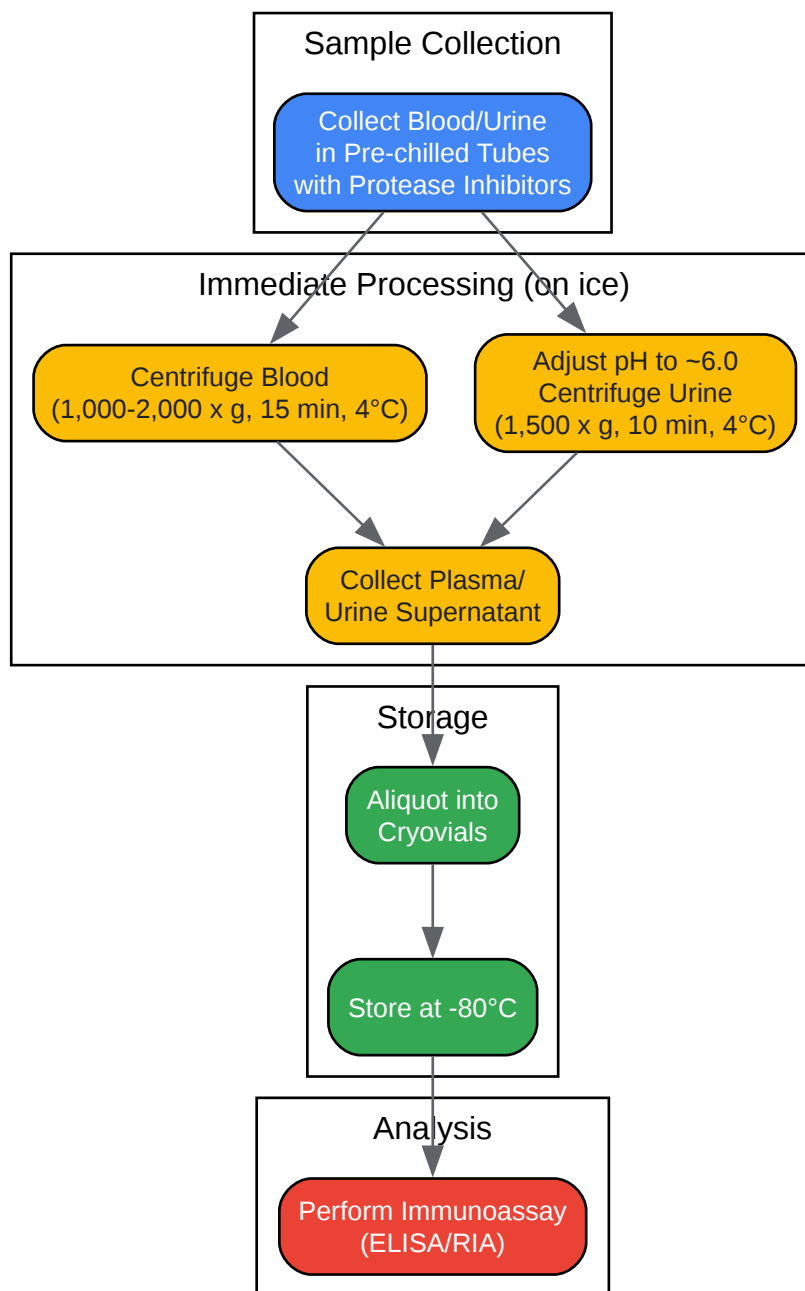 Sample Collection
Collect Blood/Urine
in Pre-chilled Tubes
with Protease Inhibitors
Immediate Processing (on ice)
Centrifuge Blood
(1,000-2,000 x g, 15 min, 4°C)
Adjust pH to ~6.0
Centrifuge Urine
(1,500 x g, 10 min, 4°C)
Collect Plasma/
Urine Supernatant
Storage
Aliquot into
Cryovials
Store at -80°C
Analysis
Perform Immunoassay
(ELISA/RIA)